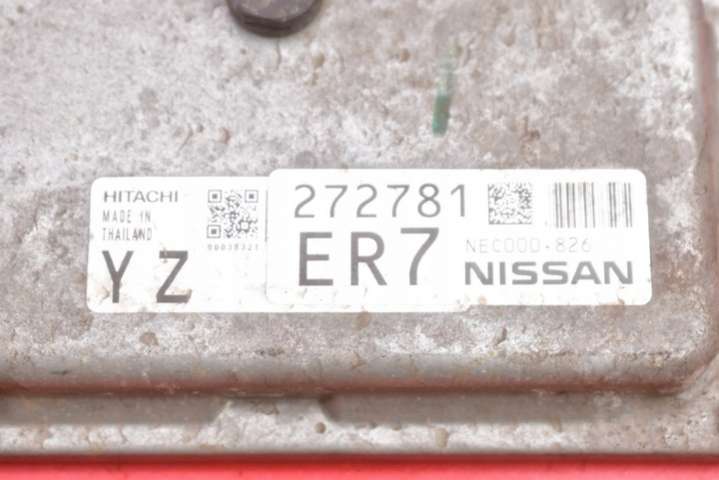 HITACHI
MADE IN
THAILAND
Y Z
272781
ER7
NEC000-826
NISSAN